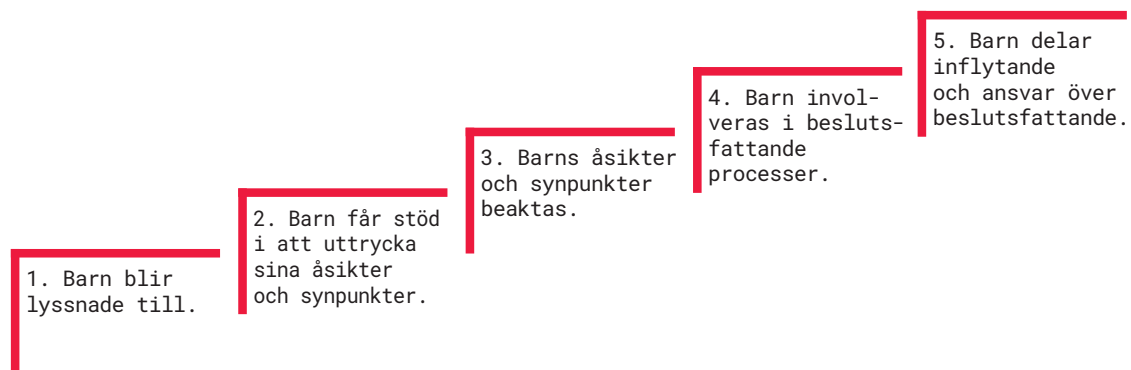 1. Barn blir
lyssnade till.
2. Barn får stöd
i att uttrycka
sina åsikter
och synpunkter.
3. Barns åsikter
och synpunkter
beaktas.
4. Barn invol-
veras i besluts-
fattande
processer.
5. Barn delar
inflytande
och ansvar över
beslutsfattande.